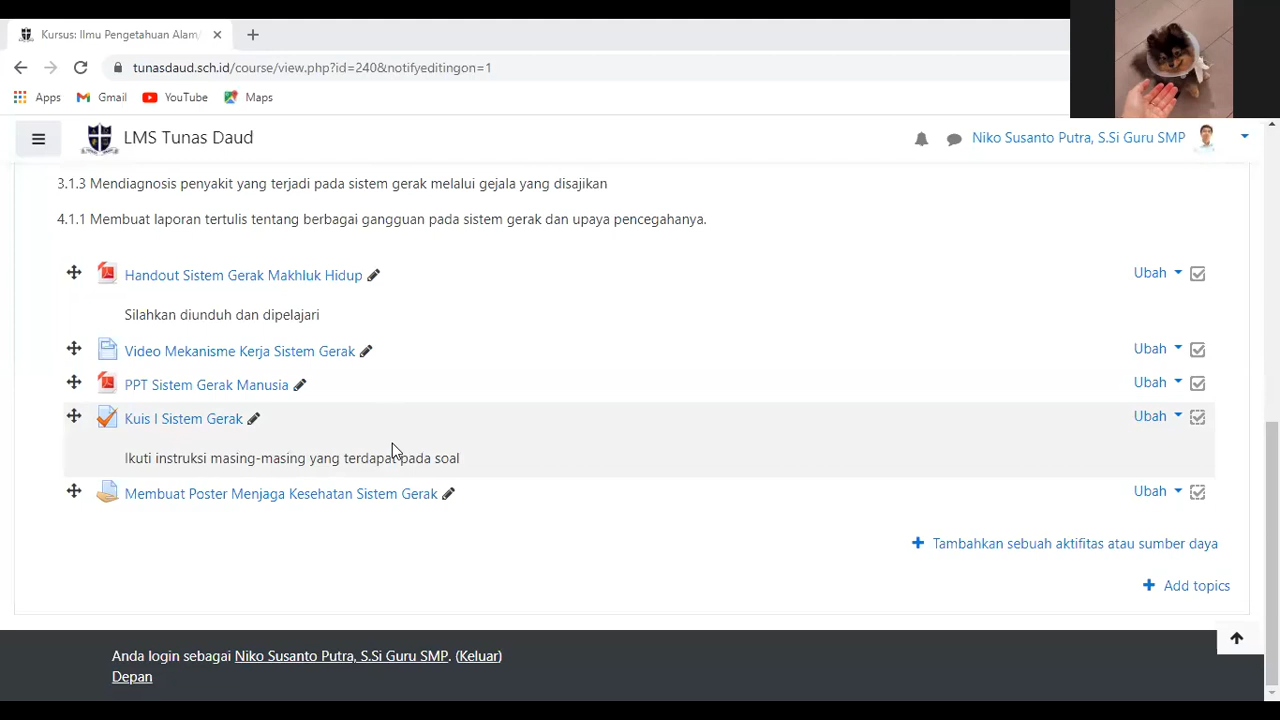 Kursus: Ilmu Pengetahuan Alam/
tunasdaud.sch.id/course/view.php?id=240&notifyeditingon=1
Apps Gmail YouTube Maps
LMS Tunas Daud
Niko Susanto Putra, S.Si Guru SMP
3.1.3 Mendiagnosis penyakit yang terjadi pada sistem gerak melalui gejala yang disajikan
4.1.1 Membuat laporan tertulis tentang berbagai gangguan pada sistem gerak dan upaya pencegahanya.
Handout Sistem Gerak Makhluk Hidup Ubah
Silahkan diunduh dan dipelajari
Video Mekanisme Kerja Sistem Gerak Ubah
PPT Sistem Gerak Manusia Ubah
Kuis I Sistem Gerak Ubah
Ikuti instruksi masing-masing yang terdapat pada soal
Membuat Poster Menjaga Kesehatan Sistem Gerak Ubah
Tambahkan sebuah aktifitas atau sumber daya
Add topics
Anda login sebagai Niko Susanto Putra, S.Si Guru SMP. (Keluar)
Depan